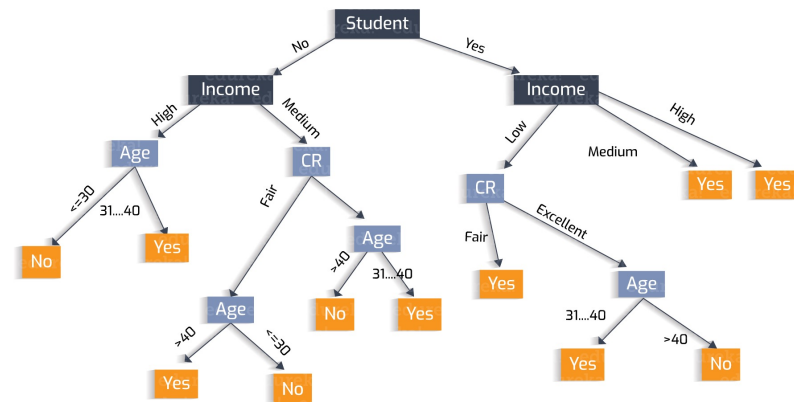 Student
No
Yes
Income
Income
High
Medium
Low
Medium
High
Age
CR
CR
Yes
Yes
<=30
31....40
Fair
Fair
Excellent
No
Yes
Age
>40
31....40
Yes
Age
Age
No
Yes
31....40
>40
>40
<=30
Yes
No
Yes
No